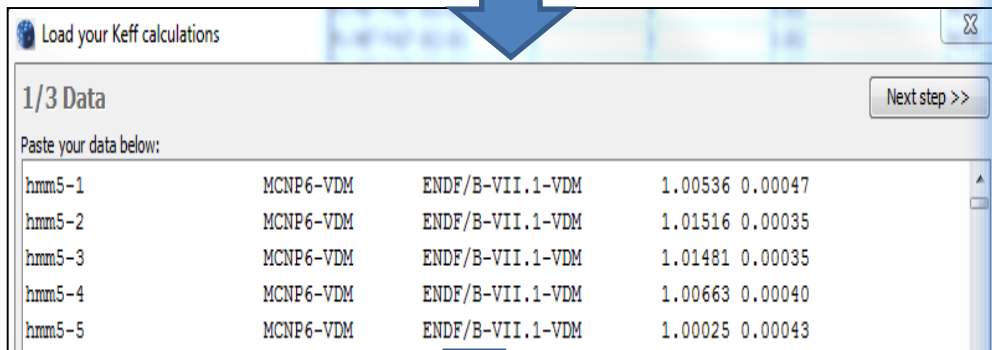 Load your Keff calculations
1/3 Data
Next step >>
Paste your data below:
hmm5-1 MCNP6-VDM ENDF/B-VII.1-VDM 1.00536 0.00047
hmm5-2 MCNP6-VDM ENDF/B-VII.1-VDM 1.01516 0.00035
hmm5-3 MCNP6-VDM ENDF/B-VII.1-VDM 1.01481 0.00035
hmm5-4 MCNP6-VDM ENDF/B-VII.1-VDM 1.00663 0.00040
hmm5-5 MCNP6-VDM ENDF/B-VII.1-VDM 1.00025 0.00043